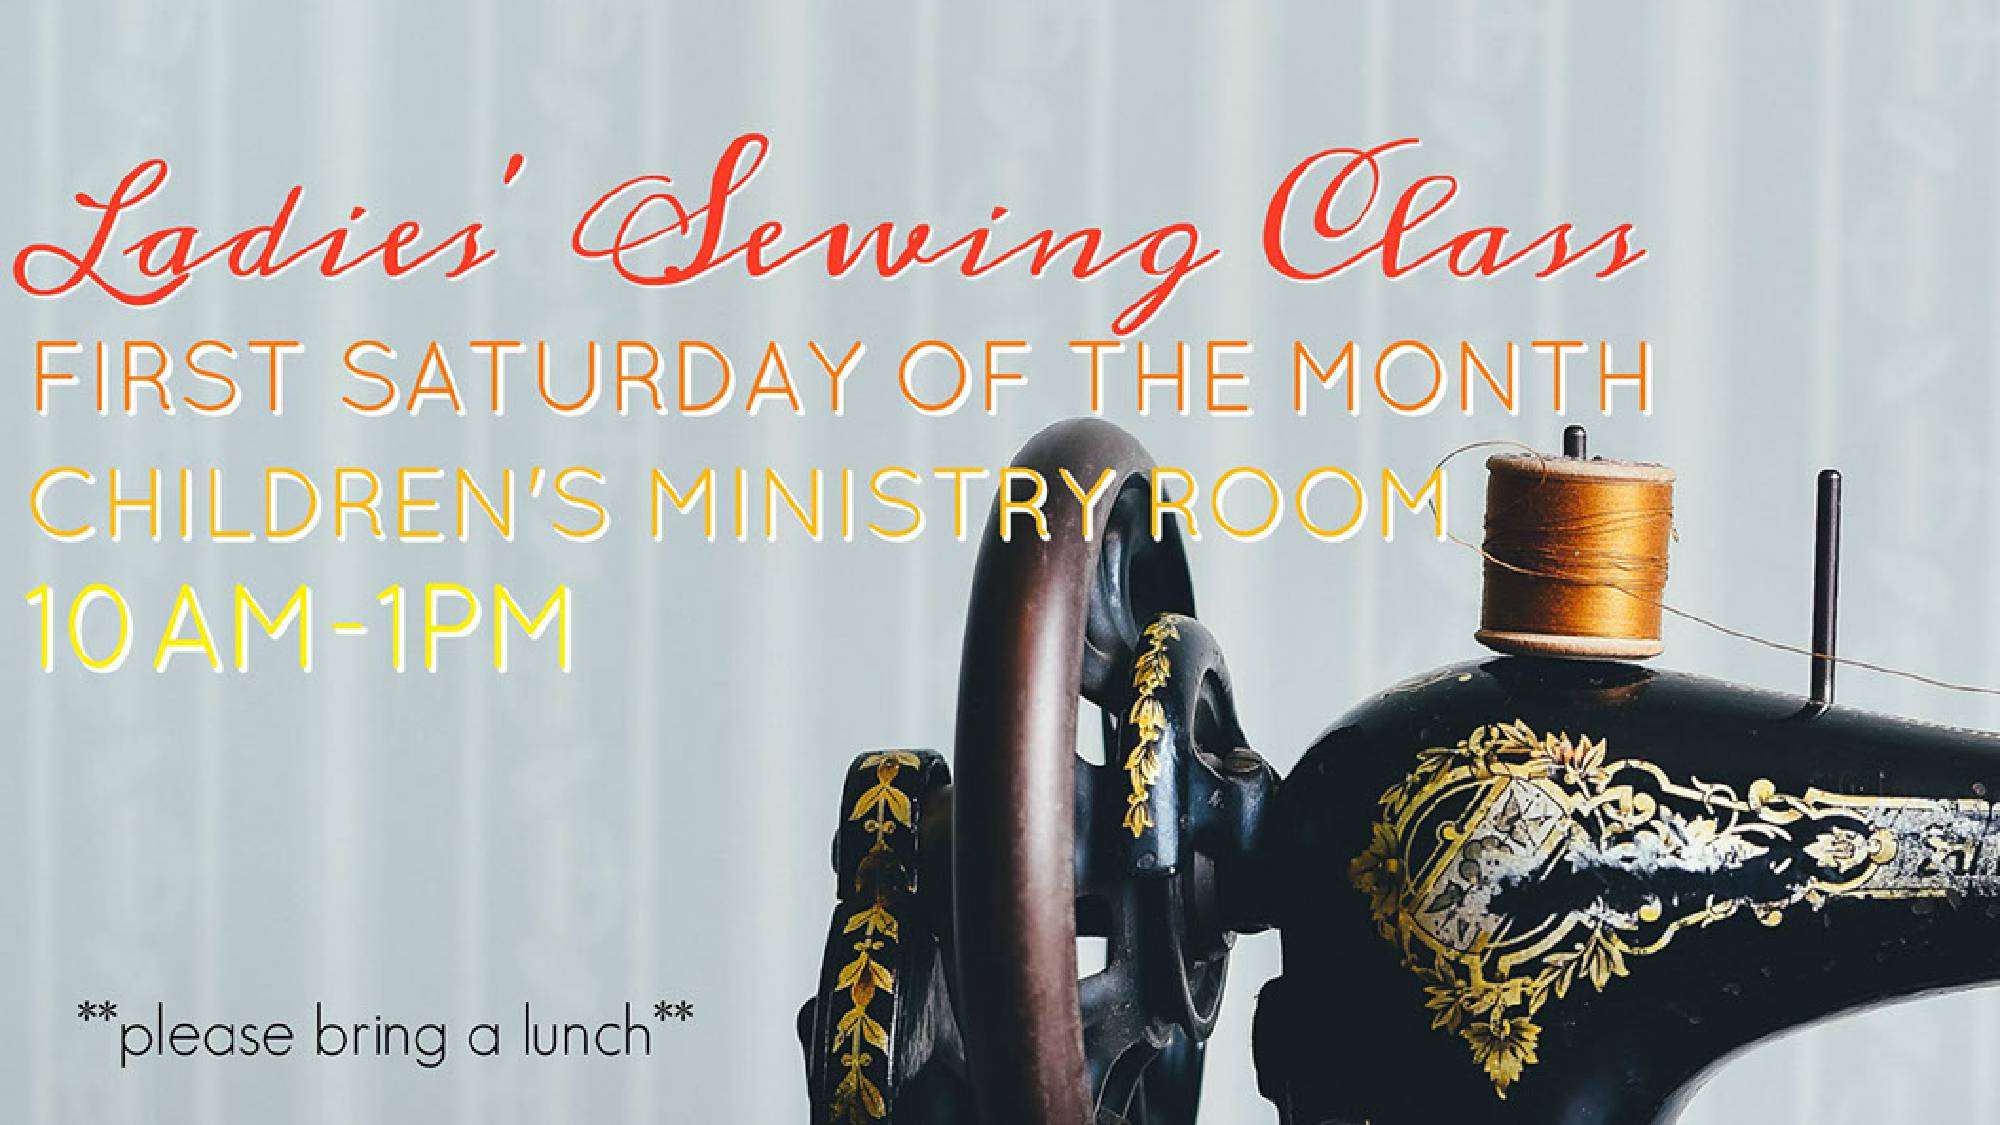 Ladies' Sewing Class
FIRST SATURDAY OF THE MONTH
CHILDREN'S MINISTRY ROOM
10 AM-1PM
**please bring a lunch**